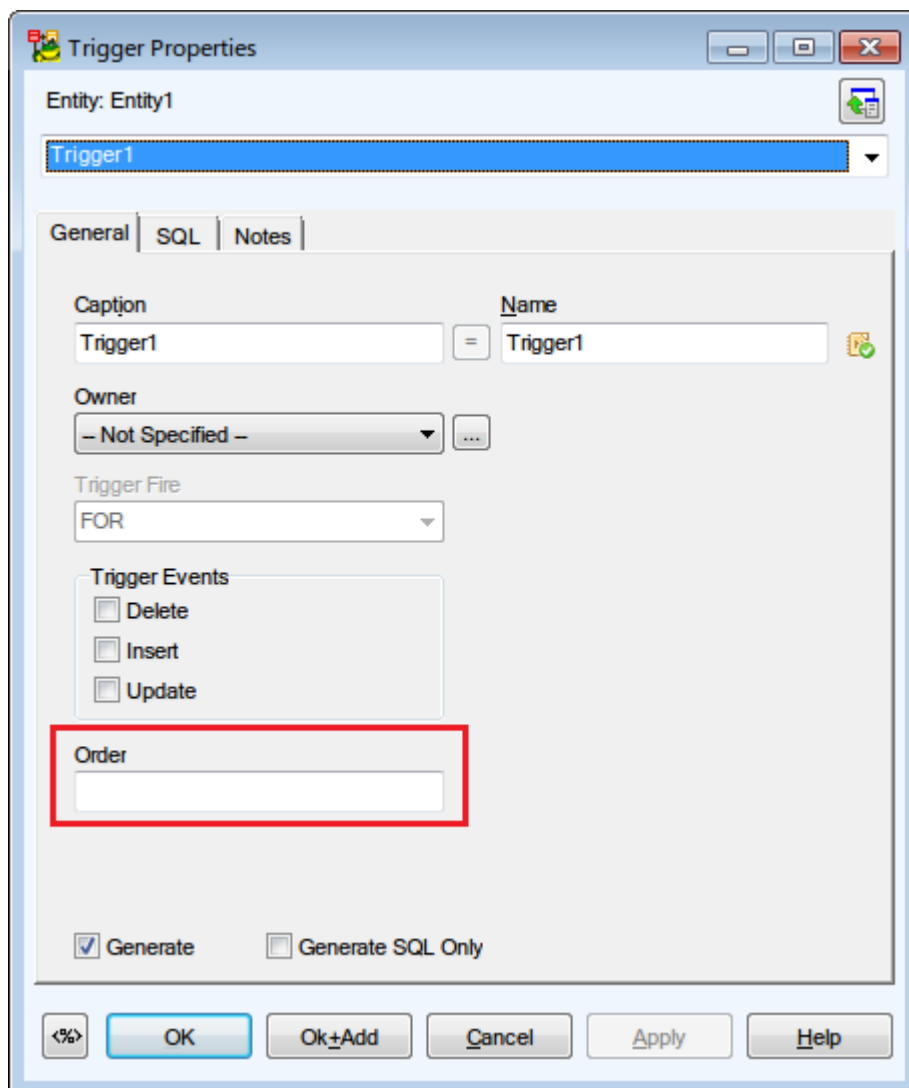 Trigger Properties
Entity: Entity1
Trigger1
General SQL Notes
Caption Name
Trigger1 = Trigger1
Owner
-- Not Specified -- ...
Trigger Fire
FOR
Trigger Events
Delete
Insert
Update
Order
Generate Generate SQL Only
<%> OK Ok+Add Cancel Apply Help